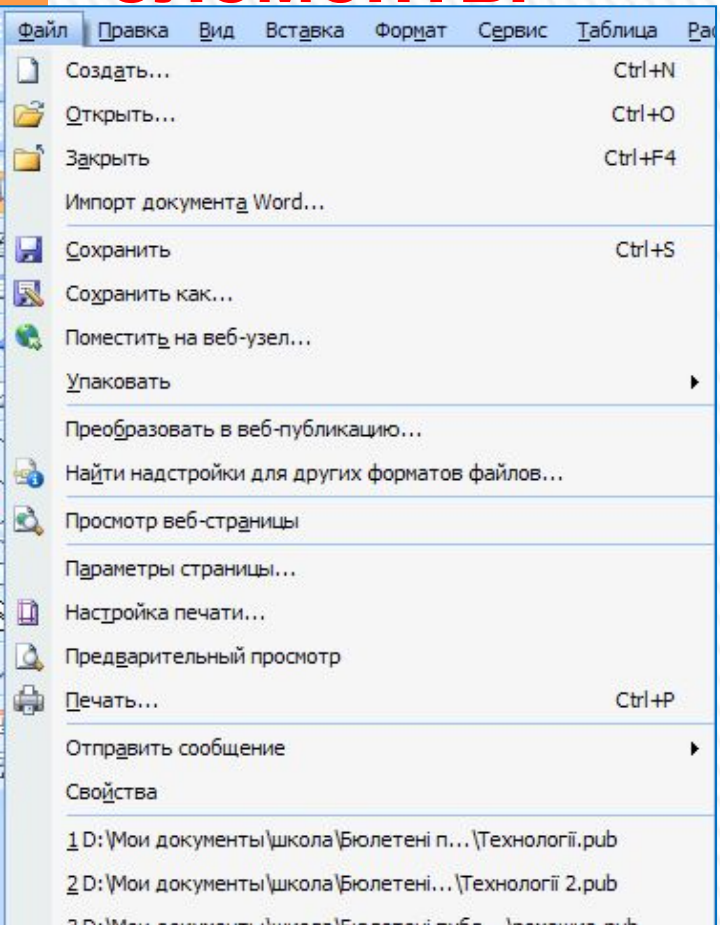 Файл Правка Вид Вставка Формат Сервис Таблица
Создать... Ctrl+N
Открыть... Ctrl+O
Закрыть Ctrl+F4
Импорт документа Word...
Сохранить Ctrl+S
Сохранить как...
Поместить на веб-узел...
Упаковать
Преобразовать в веб-публикацию...
Найти надстройки для других форматов файлов...
Просмотр веб-страницы
Параметры страницы...
Настройка печати...
Предварительный просмотр
Печать... Ctrl+P
Отправить сообщение
Свойства
1 D:\Мои документы\школа\Бюлетені п...\Технології.pub
2 D:\Мои документы\школа\Бюлетені...\Технології 2.pub